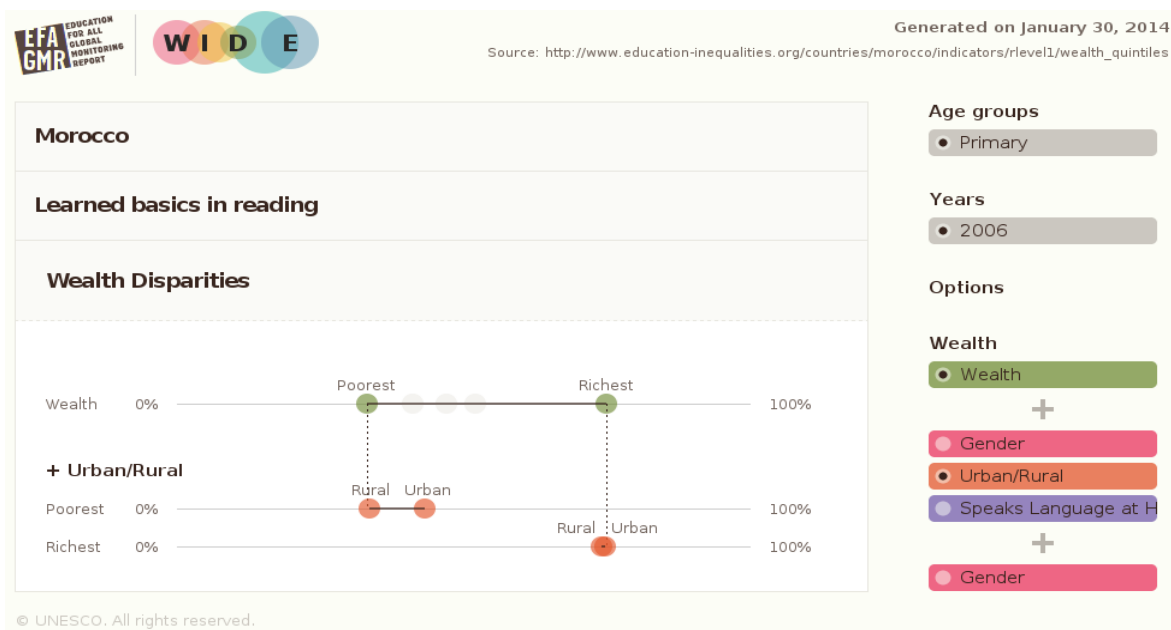 EFA GMR
EDUCATION
FOR ALL
GLOBAL
MONITORING
REPORT
W I D E
Generated on January 30, 2014
Source: http://www.education-inequalities.org/countries/morocco/indicators/rlevel1/wealth_quintiles
Morocco
Learned basics in reading
Wealth Disparities
Poorest Richest
Wealth 0% 100%
+ Urban/Rural
Rural Urban
Poorest 0% 100%
Rural Urban
Richest 0% 100%
Age groups
Primary
Years
2006
Options
Wealth
Wealth
+
Gender
Urban/Rural
Speaks Language at H
+
Gender
© UNESCO. All rights reserved.